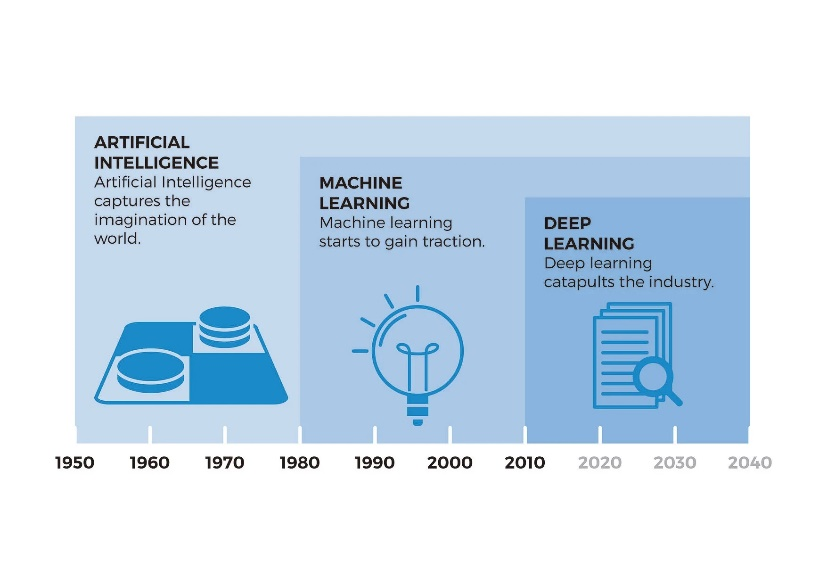 ARTIFICIAL
INTELLIGENCE
Artificial Intelligence
captures the
imagination of the
world.
MACHINE
LEARNING
Machine learning
starts to gain traction.
DEEP
LEARNING
Deep learning
catapults the industry.
1950 1960 1970 1980 1990 2000 2010 2020 2030 2040